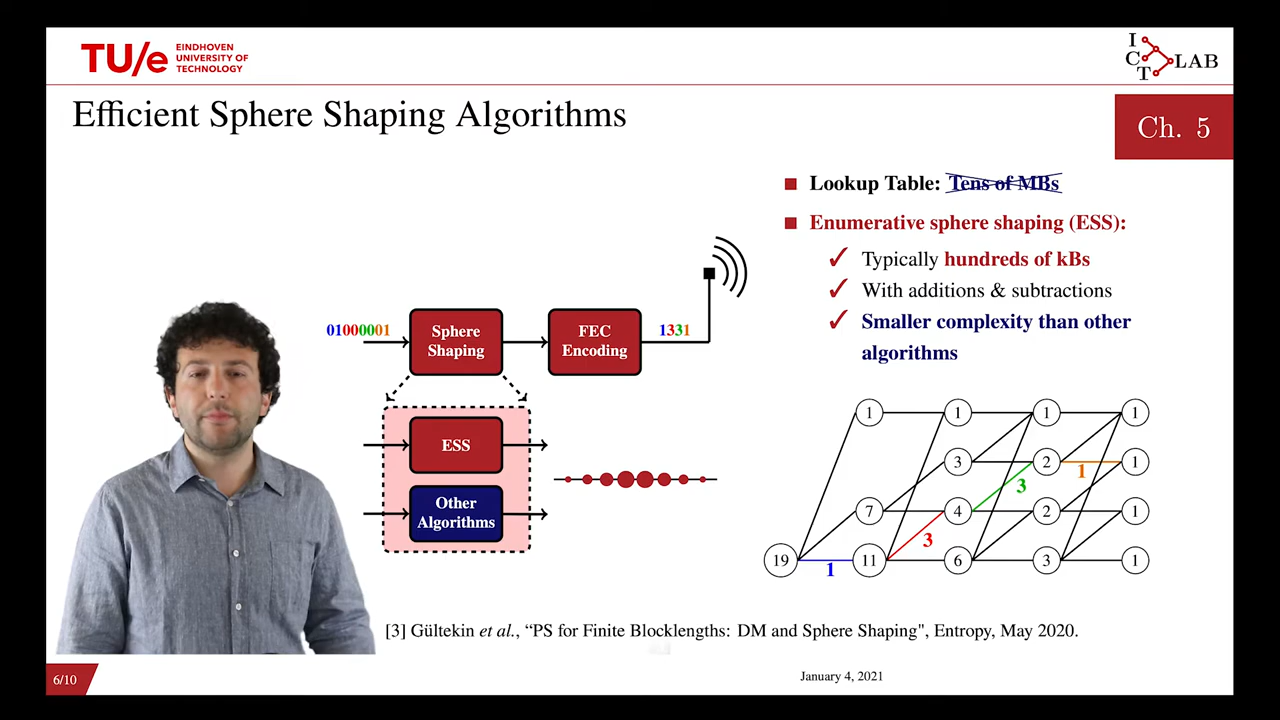 TU/e EINDHOVEN
UNIVERSITY OF
TECHNOLOGY
I
C
T LAB
Efficient Sphere Shaping Algorithms
Ch. 5
Lookup Table: Tens of MBs
Enumerative sphere shaping (ESS):
✓ Typically hundreds of kBs
✓ With additions & subtractions
✓ Smaller complexity than other
algorithms
01000001
Sphere
Shaping
FEC
Encoding
1331
ESS
Other
Algorithms
1 1 1 1
3 2 1
1
3
7 4 2 1
3
19 11 6 3 1
1
[3] Gültekin et al., “PS for Finite Blocklengths: DM and Sphere Shaping", Entropy, May 2020.
6/10
January 4, 2021